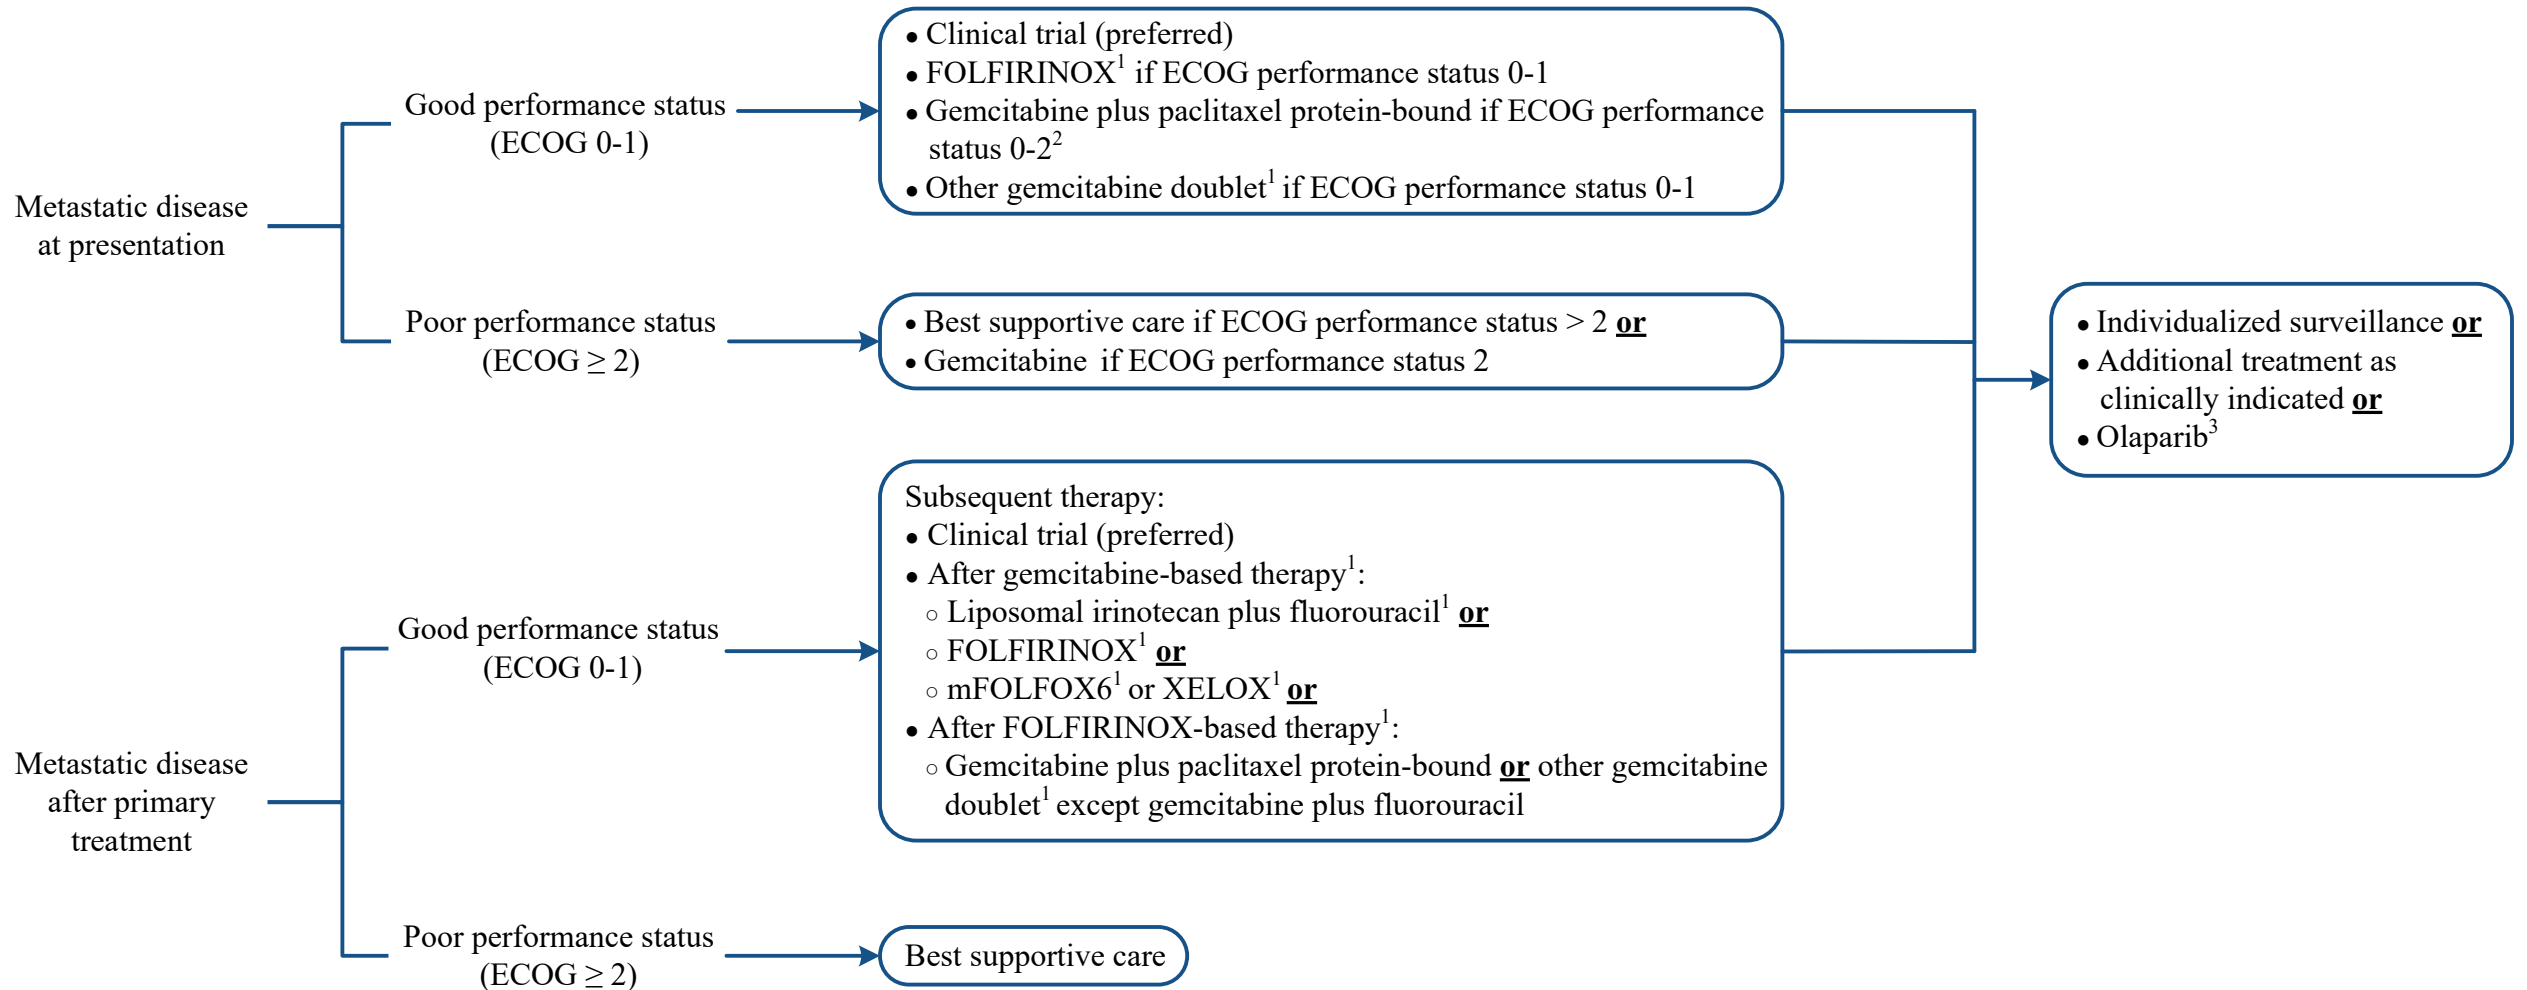 Metastatic disease
at presentation
Good performance status
(ECOG 0-1)
• Clinical trial (preferred)
• FOLFIRINOX¹ if ECOG performance status 0-1
• Gemcitabine plus paclitaxel protein-bound if ECOG performance
status 0-2²
• Other gemcitabine doublet¹ if ECOG performance status 0-1
Poor performance status
(ECOG ≥ 2)
• Best supportive care if ECOG performance status > 2 or
• Gemcitabine if ECOG performance status 2
Metastatic disease
after primary
treatment
Good performance status
(ECOG 0-1)
Subsequent therapy:
• Clinical trial (preferred)
• After gemcitabine-based therapy¹:
○ Liposomal irinotecan plus fluorouracil¹ or
○ FOLFIRINOX¹ or
○ mFOLFOX6¹ or XELOX¹ or
• After FOLFIRINOX-based therapy¹:
○ Gemcitabine plus paclitaxel protein-bound or other gemcitabine
doublet¹ except gemcitabine plus fluorouracil
Poor performance status
(ECOG ≥ 2)
Best supportive care
• Individualized surveillance or
• Additional treatment as
clinically indicated or
• Olaparib³